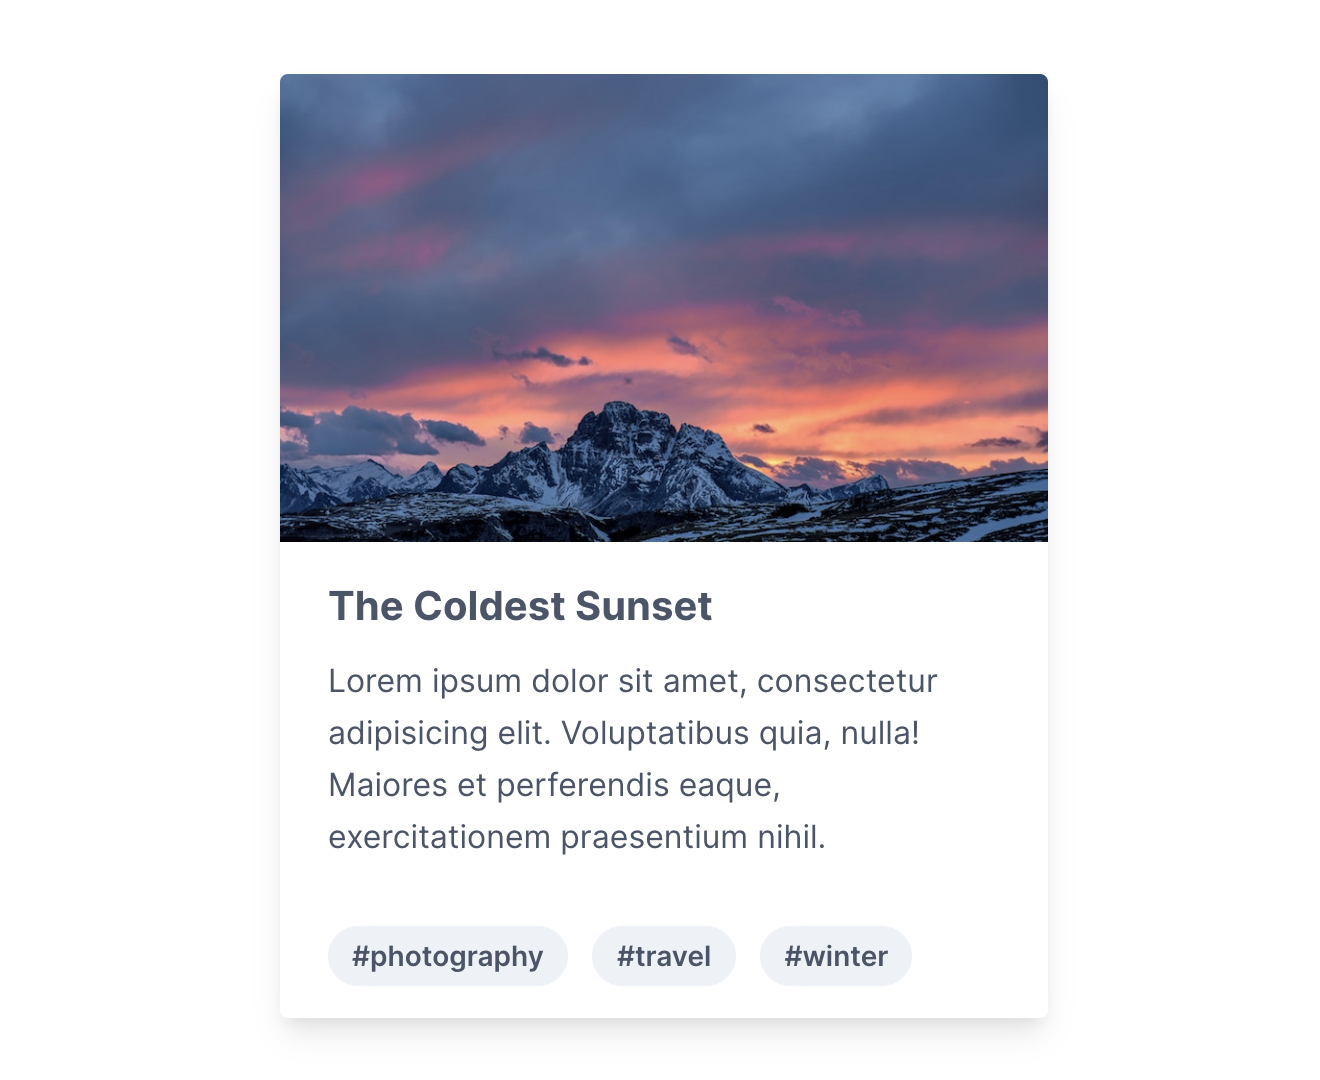 The Coldest Sunset
Lorem ipsum dolor sit amet, consectetur
adipisicing elit. Voluptatibus quia, nulla!
Maiores et perferendis eaque,
exercitationem praesentium nihil.
#photography #travel #winter